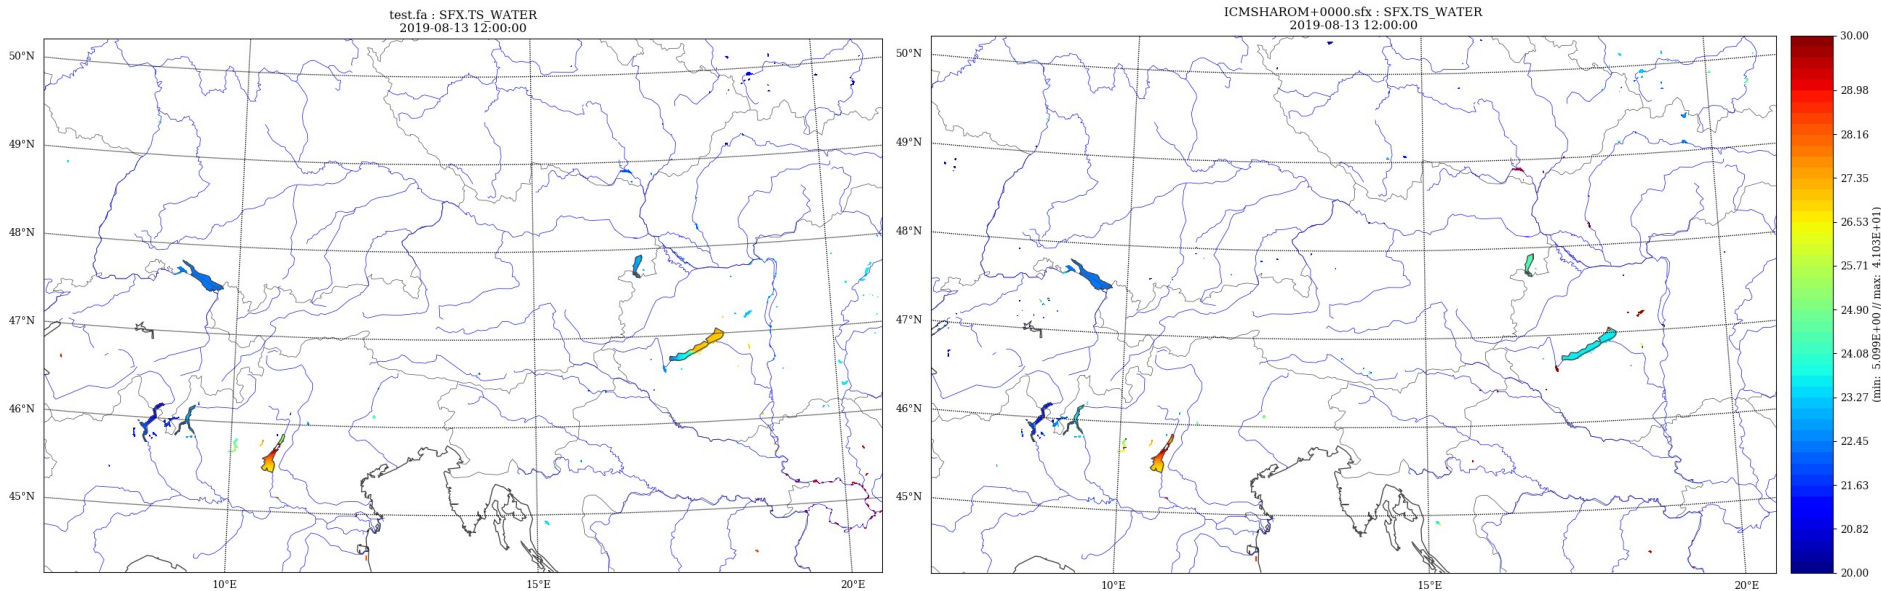 test.fa : SFX.TS_WATER
2019-08-13 12:00:00
50°N
49°N
48°N
47°N
46°N
45°N
10°E
15°E
20°E
ICMSHAROM+0000.sfx : SFX.TS_WATER
2019-08-13 12:00:00
50°N
49°N
48°N
47°N
46°N
45°N
10°E
15°E
20°E
30.00
28.98
28.16
27.35
26.53
25.71
24.90
24.08
23.27
22.45
21.63
20.82
20.00
(min: 5.099E+00 // max: 4.103E+01)